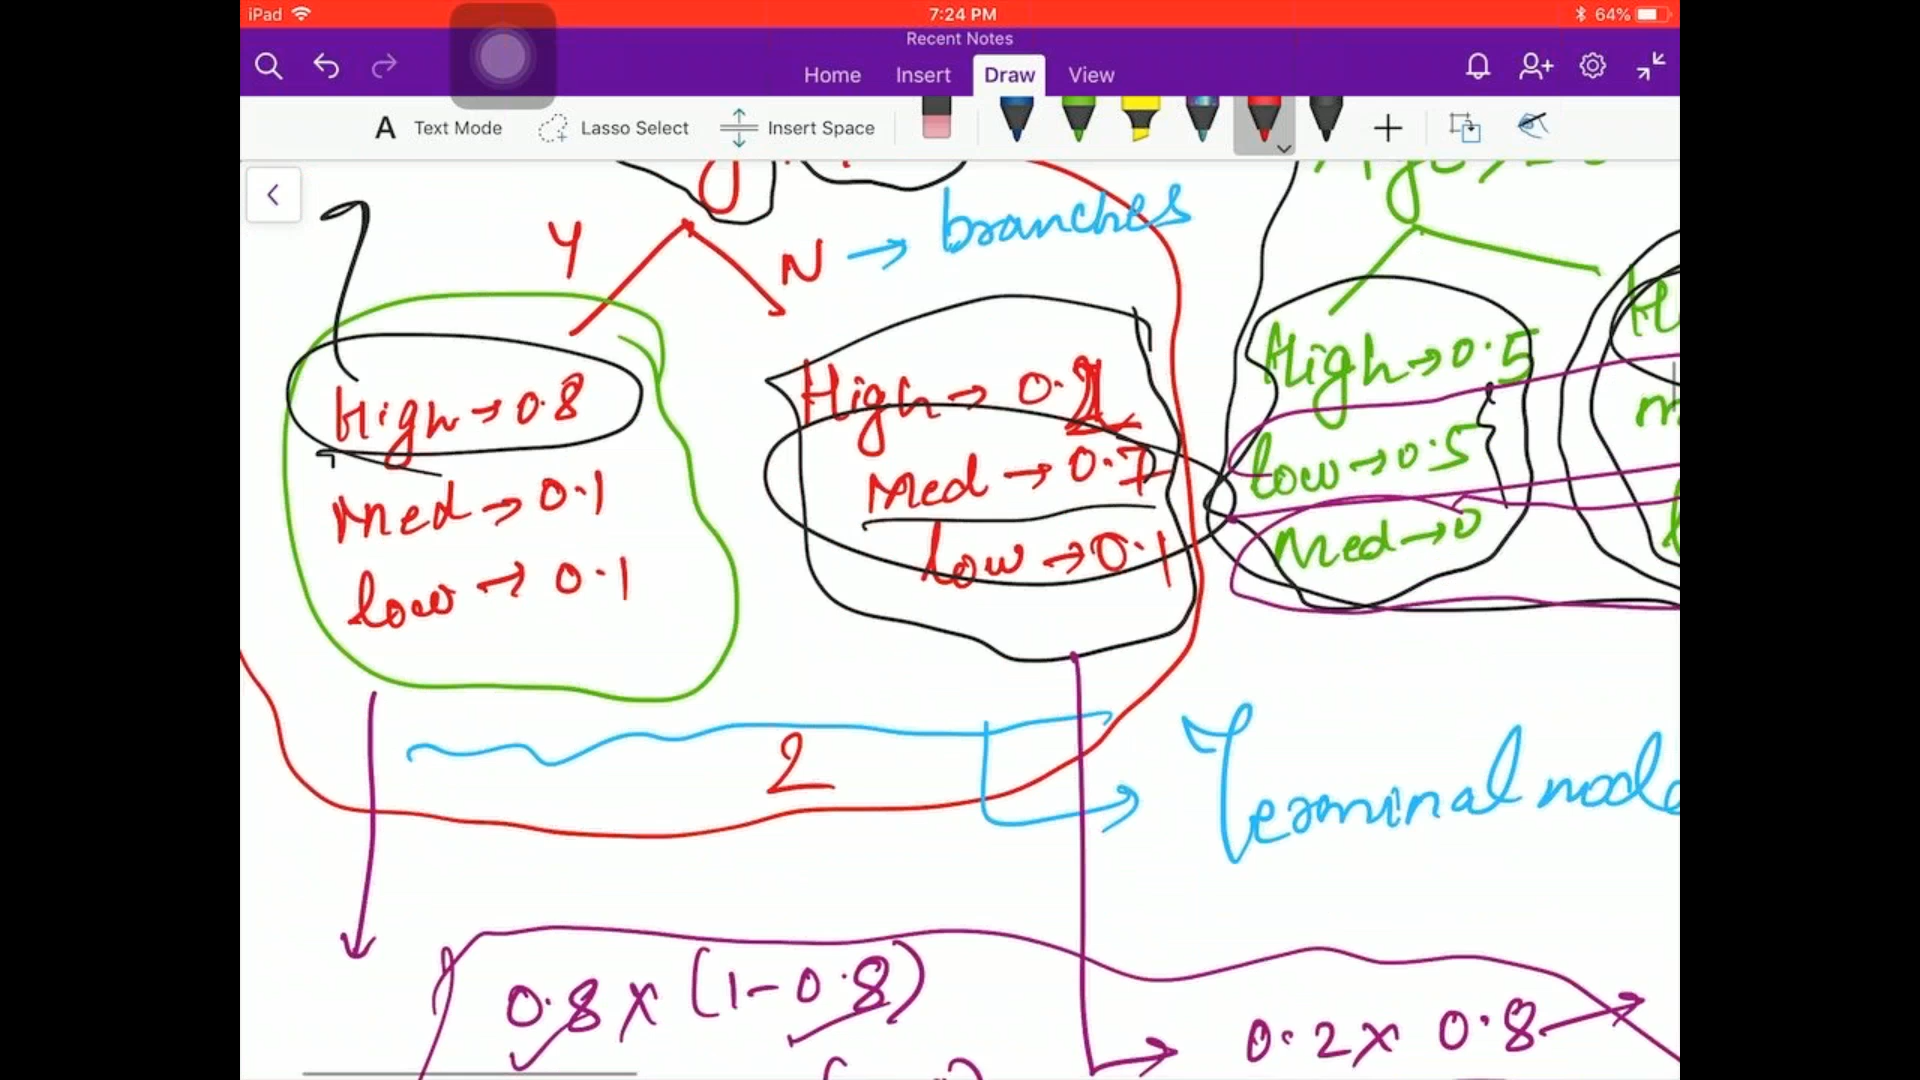 iPad 7:24 PM 64%
Recent Notes
Home Insert Draw View
A Text Mode Lasso Select Insert Space
Y N → branches
High → 0.8
Med → 0.1
low → 0.1
High → 0.2
Med → 0.7
low → 0.1
High → 0.5
low → 0.5
Med → 0
2
Terminal node
0.8 x (1-0.8)
0.2 x 0.8